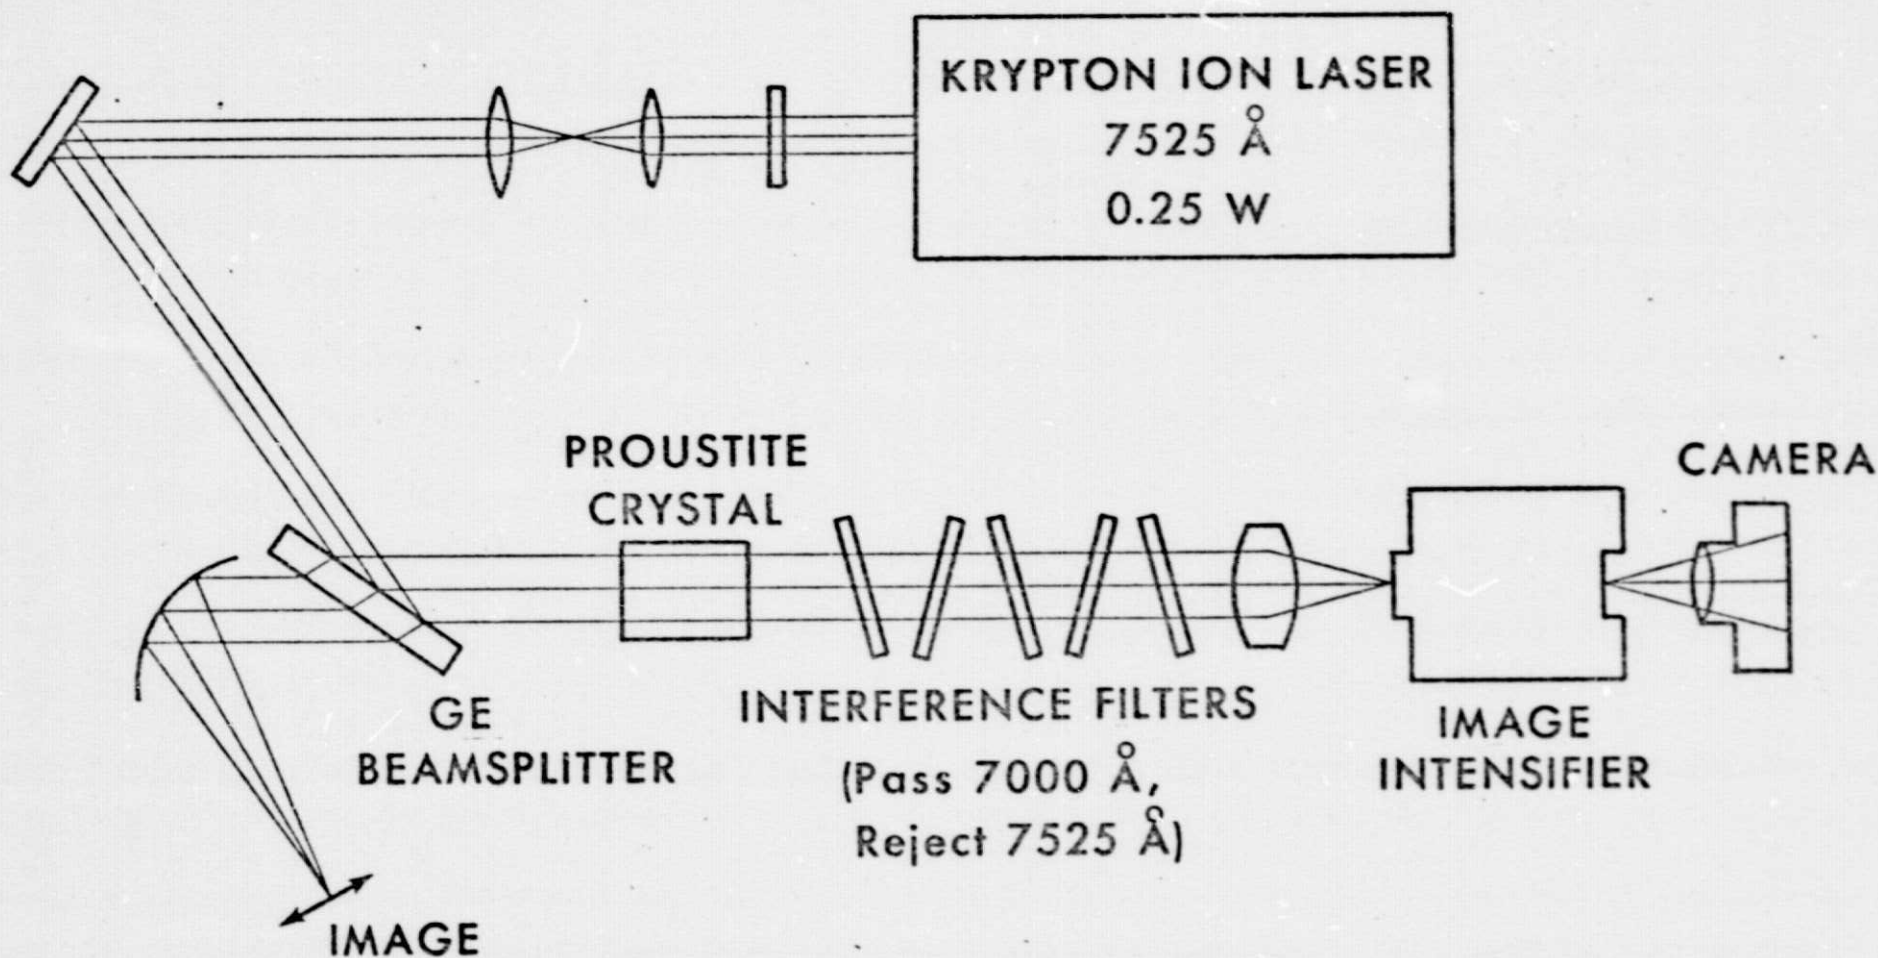 KRYPTON ION LASER
7525 Å
0.25 W
PROUSTITE
CRYSTAL
CAMERA
GE
BEAMSPLITTER
INTERFERENCE FILTERS
(Pass 7000 Å,
Reject 7525 Å)
IMAGE
INTENSIFIER
IMAGE